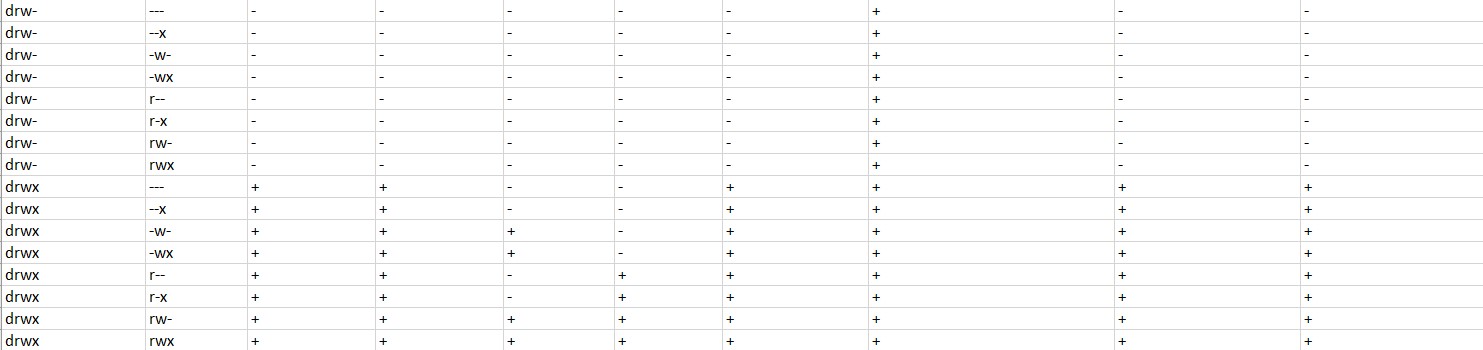 drw- --- - - - - - + - -
drw- --x - - - - - + - -
drw- -w- - - - - - + - -
drw- -wx - - - - - + - -
drw- r-- - - - - - + - -
drw- r-x - - - - - + - -
drw- rw- - - - - - + - -
drw- rwx - - - - - + - -
drwx --- + + - - + + + +
drwx --x + + - - + + + +
drwx -w- + + + - + + + +
drwx -wx + + + - + + + +
drwx r-- + + - + + + + +
drwx r-x + + - + + + + +
drwx rw- + + + + + + + +
drwx rwx + + + + + + + +